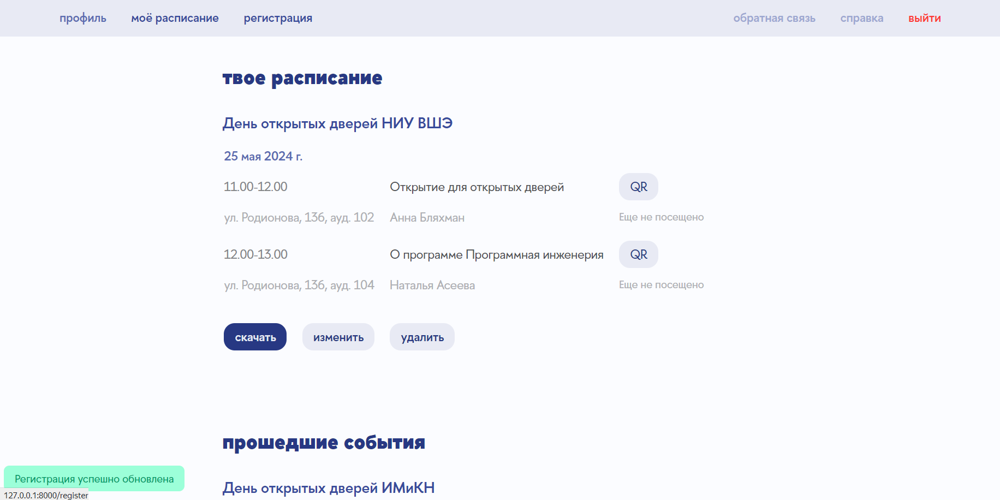 профиль моё расписание регистрация обратная связь справка выйти
твое расписание
День открытых дверей НИУ ВШЭ
25 мая 2024 г.
11.00-12.00 Открытие для открытых дверей QR
ул. Родионова, 136, ауд. 102 Анна Бляхман Еще не посещено
12.00-13.00 О программе Программная инженерия QR
ул. Родионова, 136, ауд. 104 Наталья Асеева Еще не посещено
скачать изменить удалить
прошедшие события
Регистрация успешно обновлена
День открытых дверей ИМиКН
127.0.0.1:8000/register